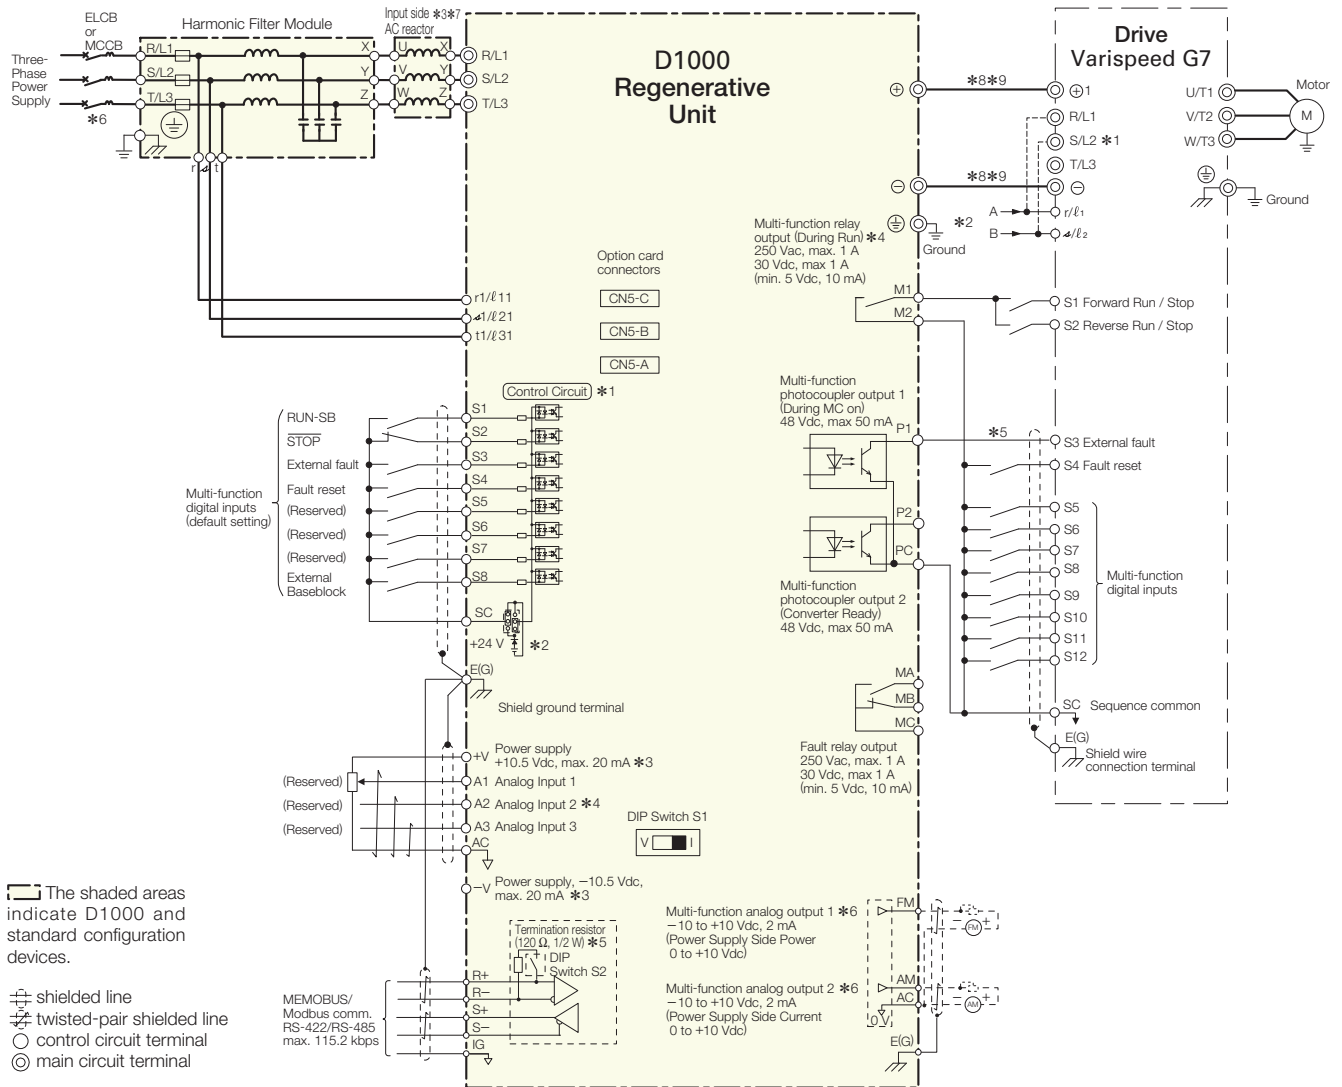 ELCB
or
MCCB
Harmonic Filter Module
Input side *3*7
AC reactor
Three-
Phase
Power
Supply
*6
R/L1
S/L2
T/L3
X
Y
Z
U
V
W
X
Y
Z
R/L1
S/L2
T/L3
r
s
t
D1000
Regenerative
Unit
Drive
Varispeed G7
Motor
M
U/T1
V/T2
W/T3
Ground
+
*8*9
+1
R/L1
S/L2 *1
T/L3
−
*8*9
−
A
r/ℓ1
B
s/ℓ2
*2
Ground
Multi-function relay
output (During Run) *4
250 Vac, max. 1 A
30 Vdc, max 1 A
(min. 5 Vdc, 10 mA)
M1
M2
S1 Forward Run / Stop
S2 Reverse Run / Stop
Option card
connectors
CN5-C
CN5-B
CN5-A
r1/ℓ11
s1/ℓ21
t1/ℓ31
Control Circuit *1
Multi-function
digital inputs
(default setting)
RUN-SB
STOP
External fault
Fault reset
(Reserved)
(Reserved)
(Reserved)
External
Baseblock
S1
S2
S3
S4
S5
S6
S7
S8
SC
+24 V
*2
E(G)
Shield ground terminal
Multi-function
photocoupler output 1
(During MC on)
48 Vdc, max 50 mA
P1
*5
S3 External fault
S4 Fault reset
P2
PC
Multi-function
photocoupler output 2
(Converter Ready)
48 Vdc, max 50 mA
S5
S6
S7
S8
S9
S10
S11
S12
Multi-function
digital inputs
SC Sequence common
E(G)
Shield wire
connection terminal
MA
MB
MC
Fault relay output
250 Vac, max. 1 A
30 Vdc, max 1 A
(min. 5 Vdc, 10 mA)
+V Power supply
+10.5 Vdc, max. 20 mA *3
(Reserved)
A1 Analog Input 1
(Reserved)
A2 Analog Input 2 *4
(Reserved)
A3 Analog Input 3
AC
−V Power supply, −10.5 Vdc,
max. 20 mA *3
DIP Switch S1
V I
Termination resistor
(120 Ω, 1/2 W) *5
DIP
Switch S2
MEMOBUS/
Modbus comm.
RS-422/RS-485
max. 115.2 kbps
R+
R−
S+
S−
IG
Multi-function analog output 1 *6
−10 to +10 Vdc, 2 mA
(Power Supply Side Power
0 to +10 Vdc)
FM
FM
− +
Multi-function analog output 2 *6
−10 to +10 Vdc, 2 mA
(Power Supply Side Current
0 to +10 Vdc)
AM
AC
0 V
AM
− +
E(G)
The shaded areas
indicate D1000 and
standard configuration
devices.
shielded line
twisted-pair shielded line
control circuit terminal
main circuit terminal